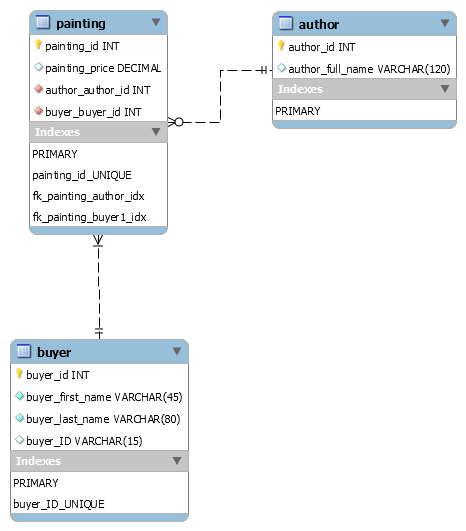 painting
painting_id INT
painting_price DECIMAL
author_author_id INT
buyer_buyer_id INT
Indexes
PRIMARY
painting_id_UNIQUE
fk_painting_author_idx
fk_painting_buyer1_idx
author
author_id INT
author_full_name VARCHAR(120)
Indexes
PRIMARY
buyer
buyer_id INT
buyer_first_name VARCHAR(45)
buyer_last_name VARCHAR(80)
buyer_ID VARCHAR(15)
Indexes
PRIMARY
buyer_ID_UNIQUE